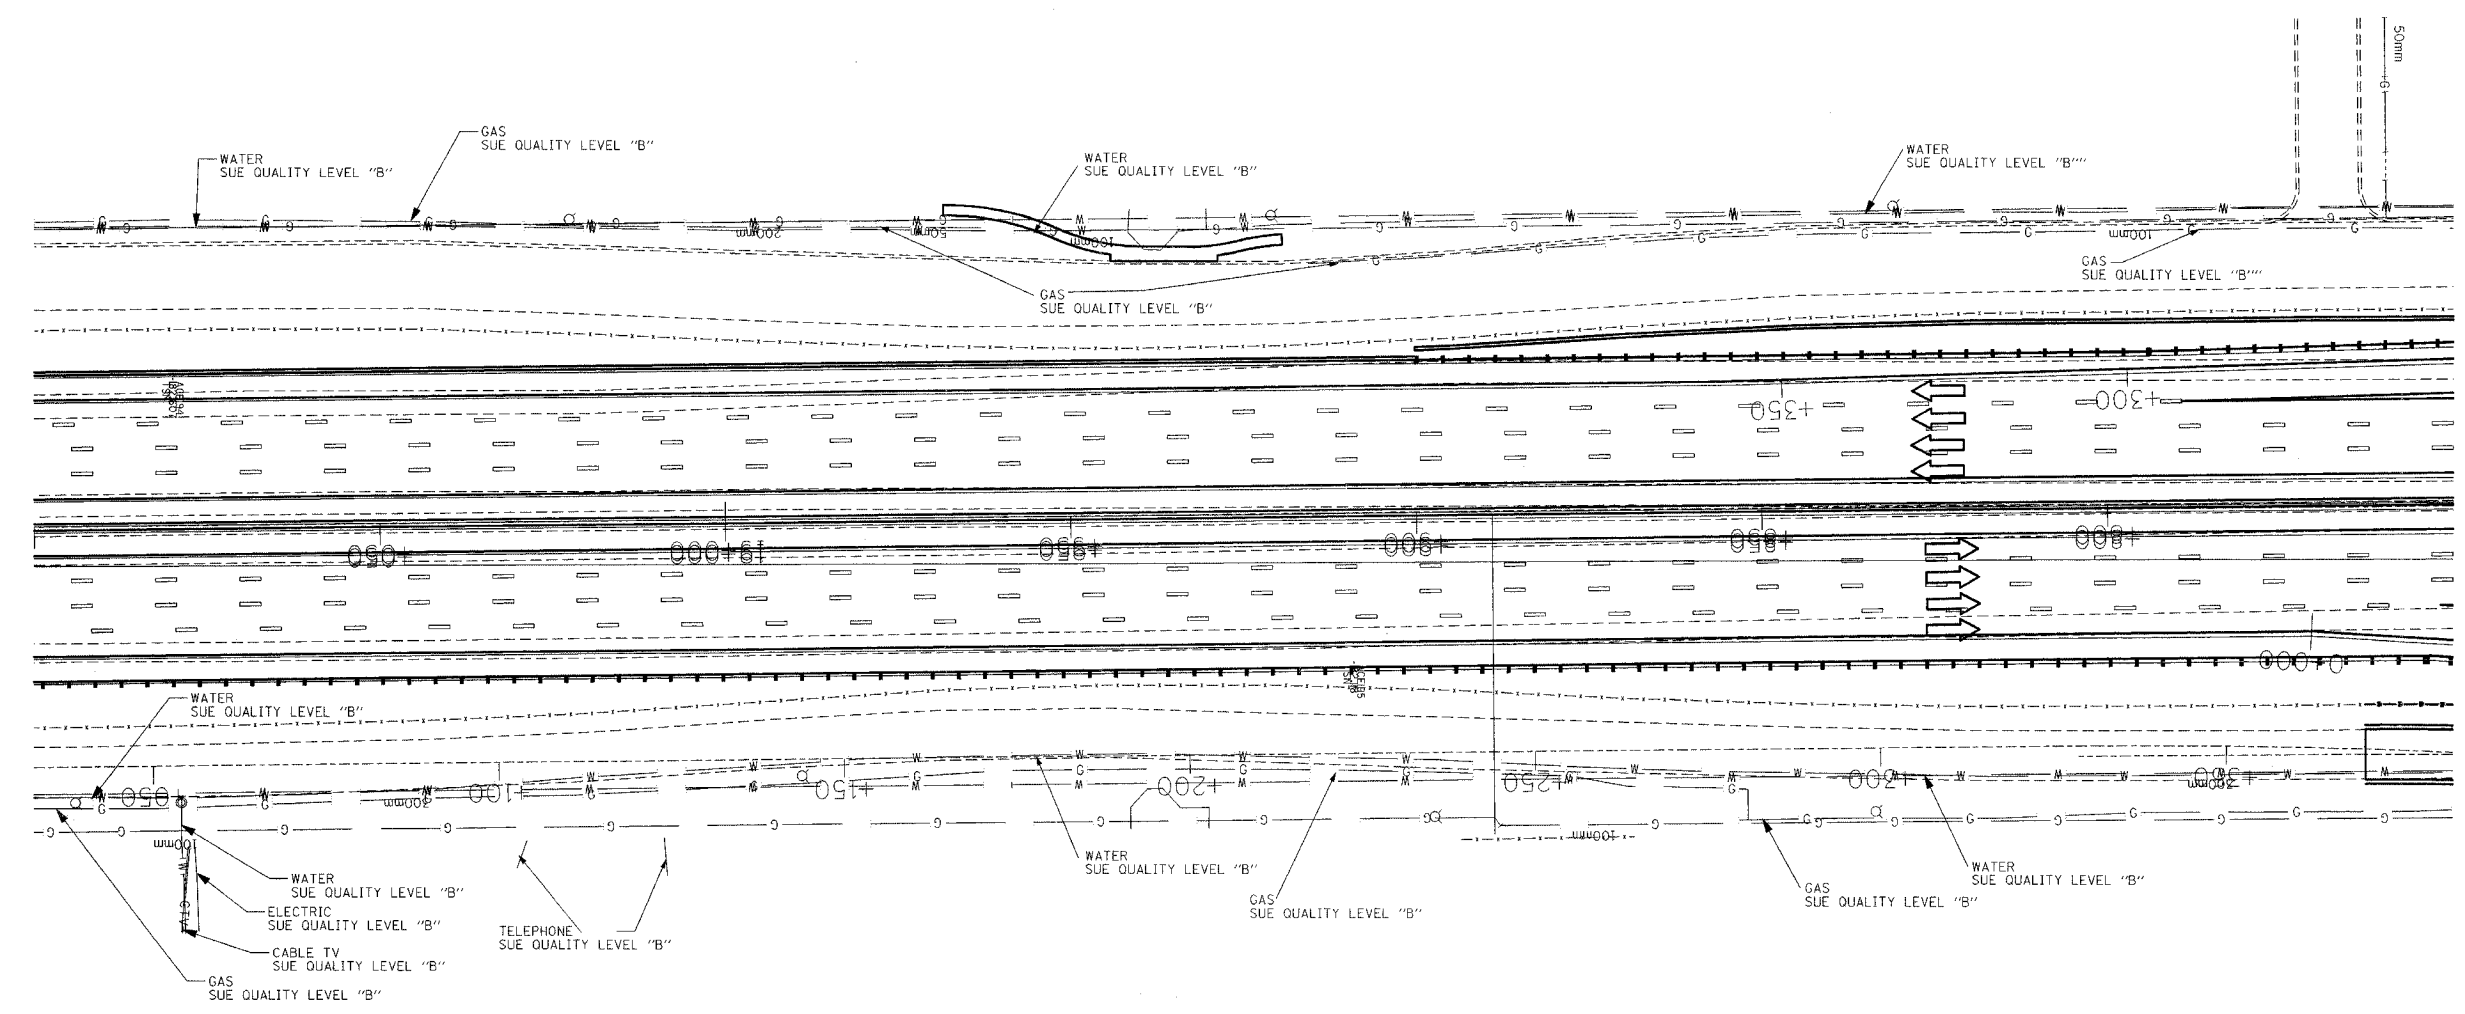 50mm
GAS
SUE QUALITY LEVEL "B"
WATER
SUE QUALITY LEVEL "B"
WATER
SUE QUALITY LEVEL "B"
WATER
SUE QUALITY LEVEL "B""
200mm
50mm
100mm
100mm
GAS
SUE QUALITY LEVEL "B"
GAS
SUE QUALITY LEVEL "B""
+350
+300
+050
19+000
+950
+900
+850
+800
0+000
WATER
SUE QUALITY LEVEL "B"
+050
+100
+150
+200
+250
+300
300mm
300mm
100mm
WATER
SUE QUALITY LEVEL "B"
GAS
SUE QUALITY LEVEL "B"
GAS
SUE QUALITY LEVEL "B"
WATER
SUE QUALITY LEVEL "B"
WATER
SUE QUALITY LEVEL "B"
ELECTRIC
SUE QUALITY LEVEL "B"
CTV
TELEPHONE
SUE QUALITY LEVEL "B"
CABLE TV
SUE QUALITY LEVEL "B"
GAS
SUE QUALITY LEVEL "B"